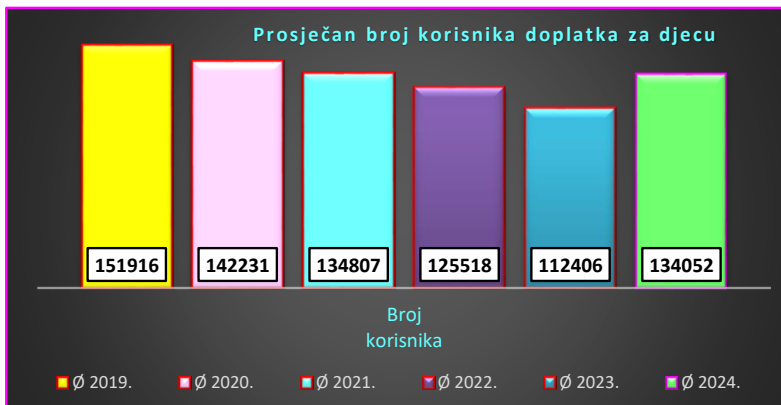 Prosječan broj korisnika doplatka za djecu
151916 142231 134807 125518 112406 134052
Broj
korisnika
Ø 2019. Ø 2020. Ø 2021. Ø 2022. Ø 2023. Ø 2024.